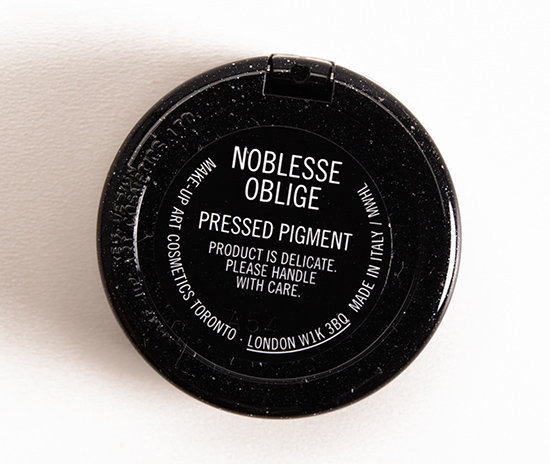 NOBLESSE
OBLIGE
PRESSED PIGMENT
PRODUCT IS DELICATE.
PLEASE HANDLE
WITH CARE.
MAKE-UP ART COSMETICS TORONTO · LONDON W1K 3BQ MADE IN ITALY / MWHL